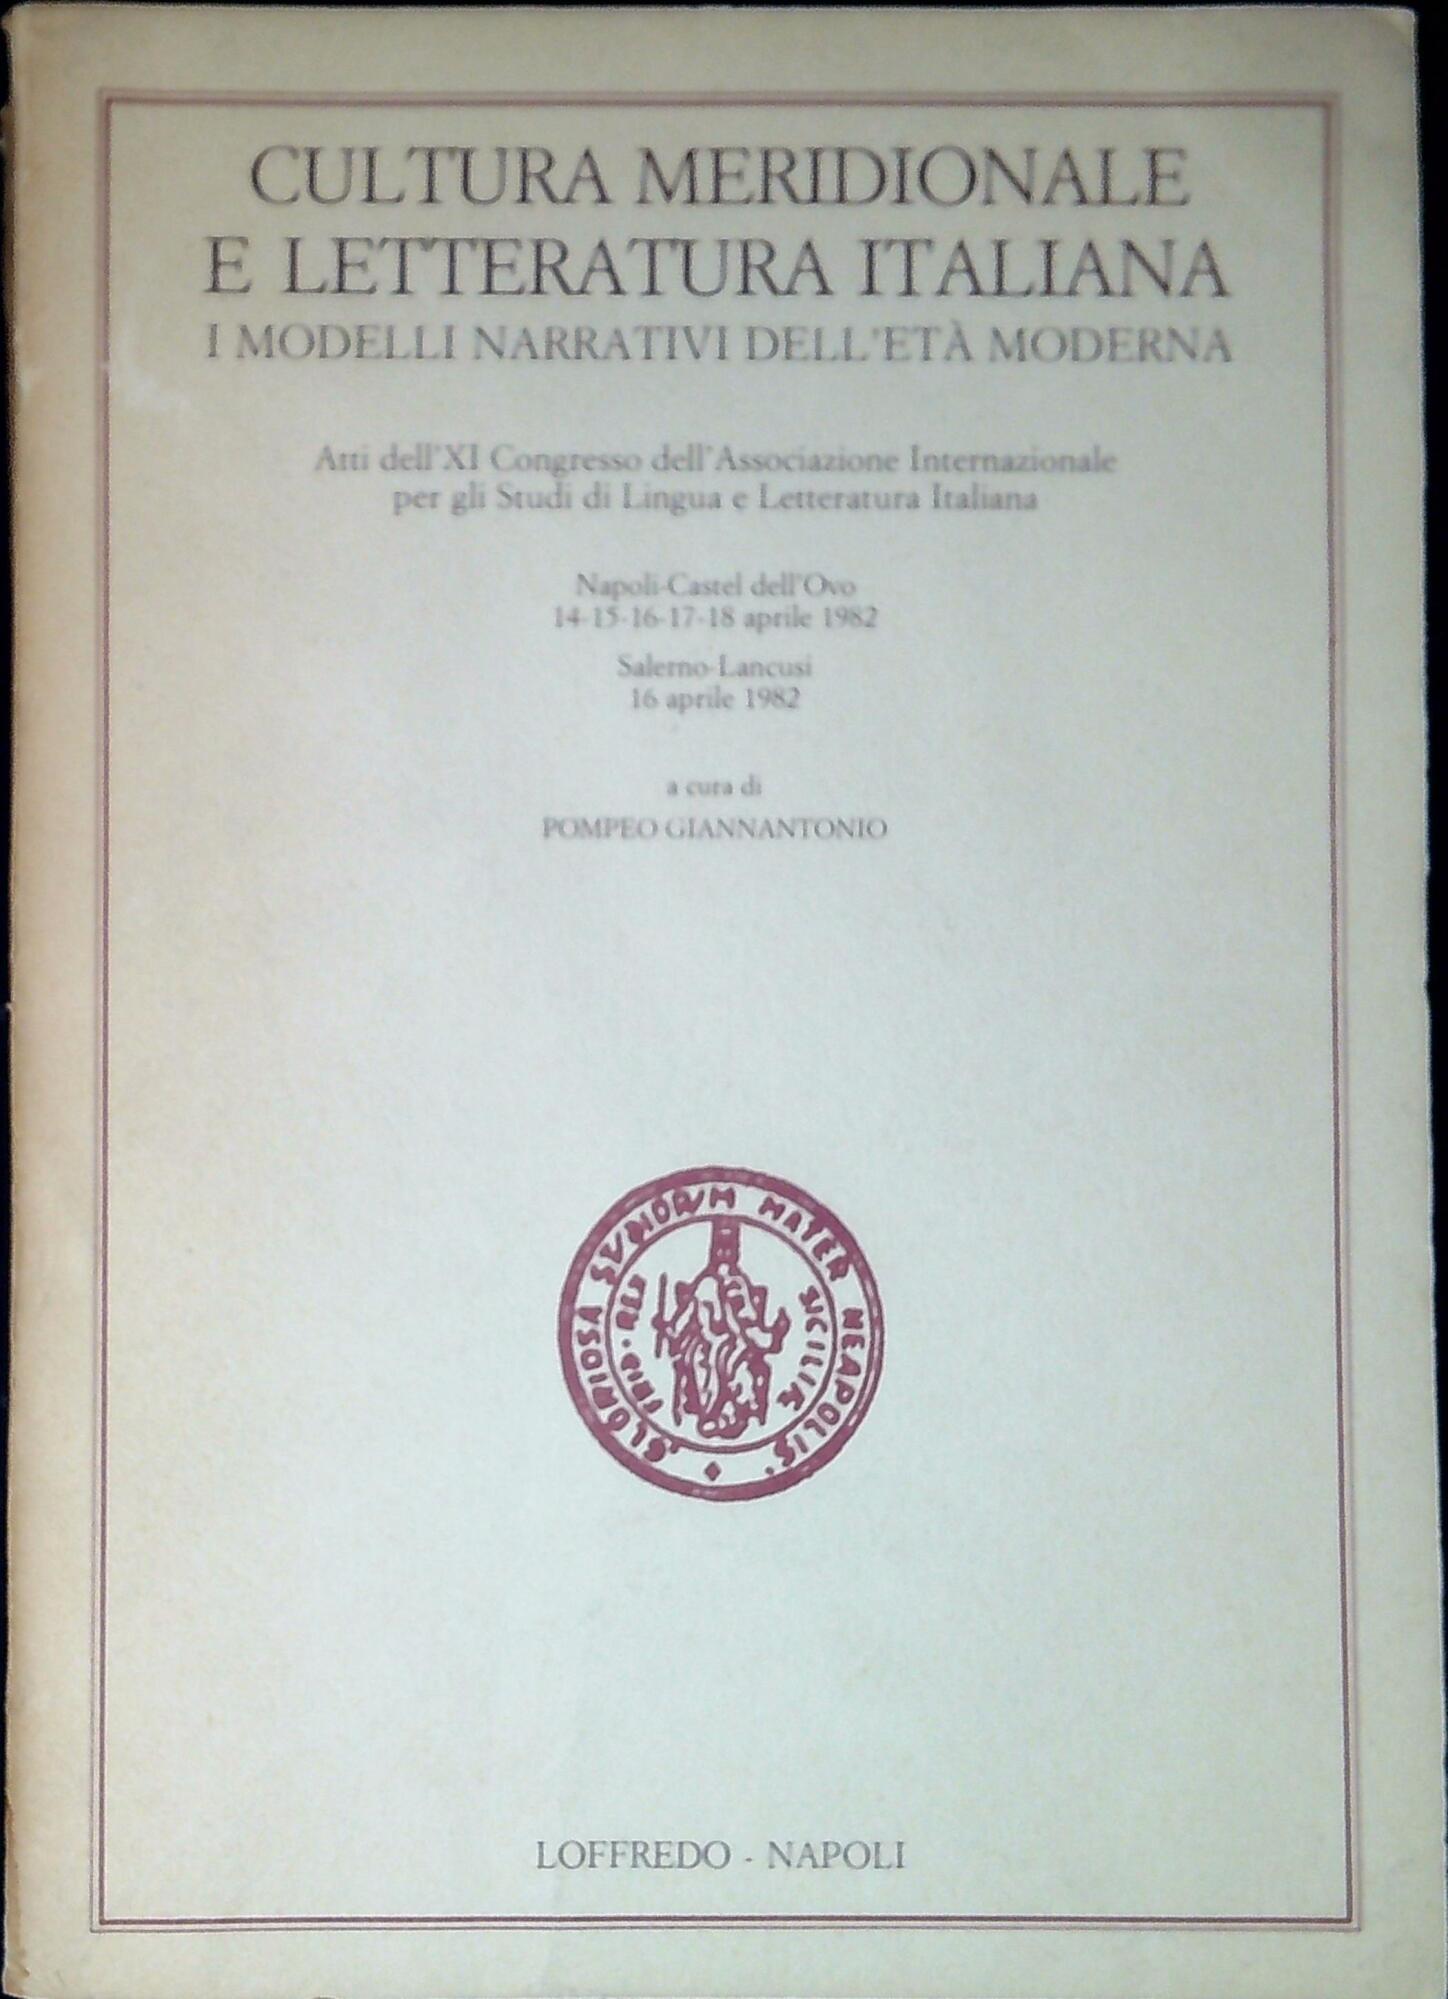 CULTURA MERIDIONALE
E LETTERATURA ITALIANA
I MODELLI NARRATIVI DELL'ETÀ MODERNA
Atti dell'XI Congresso dell'Associazione Internazionale
per gli Studi di Lingua e Letteratura Italiana
Napoli-Castel dell'Ovo
14-15-16-17-18 aprile 1982
Salerno-Lancusi
16 aprile 1982
a cura di
POMPEO GIANNANTONIO
GLORIOSA STUDIORUM MATER NEAPOLIS
SICILIÆ
LOFFREDO - NAPOLI